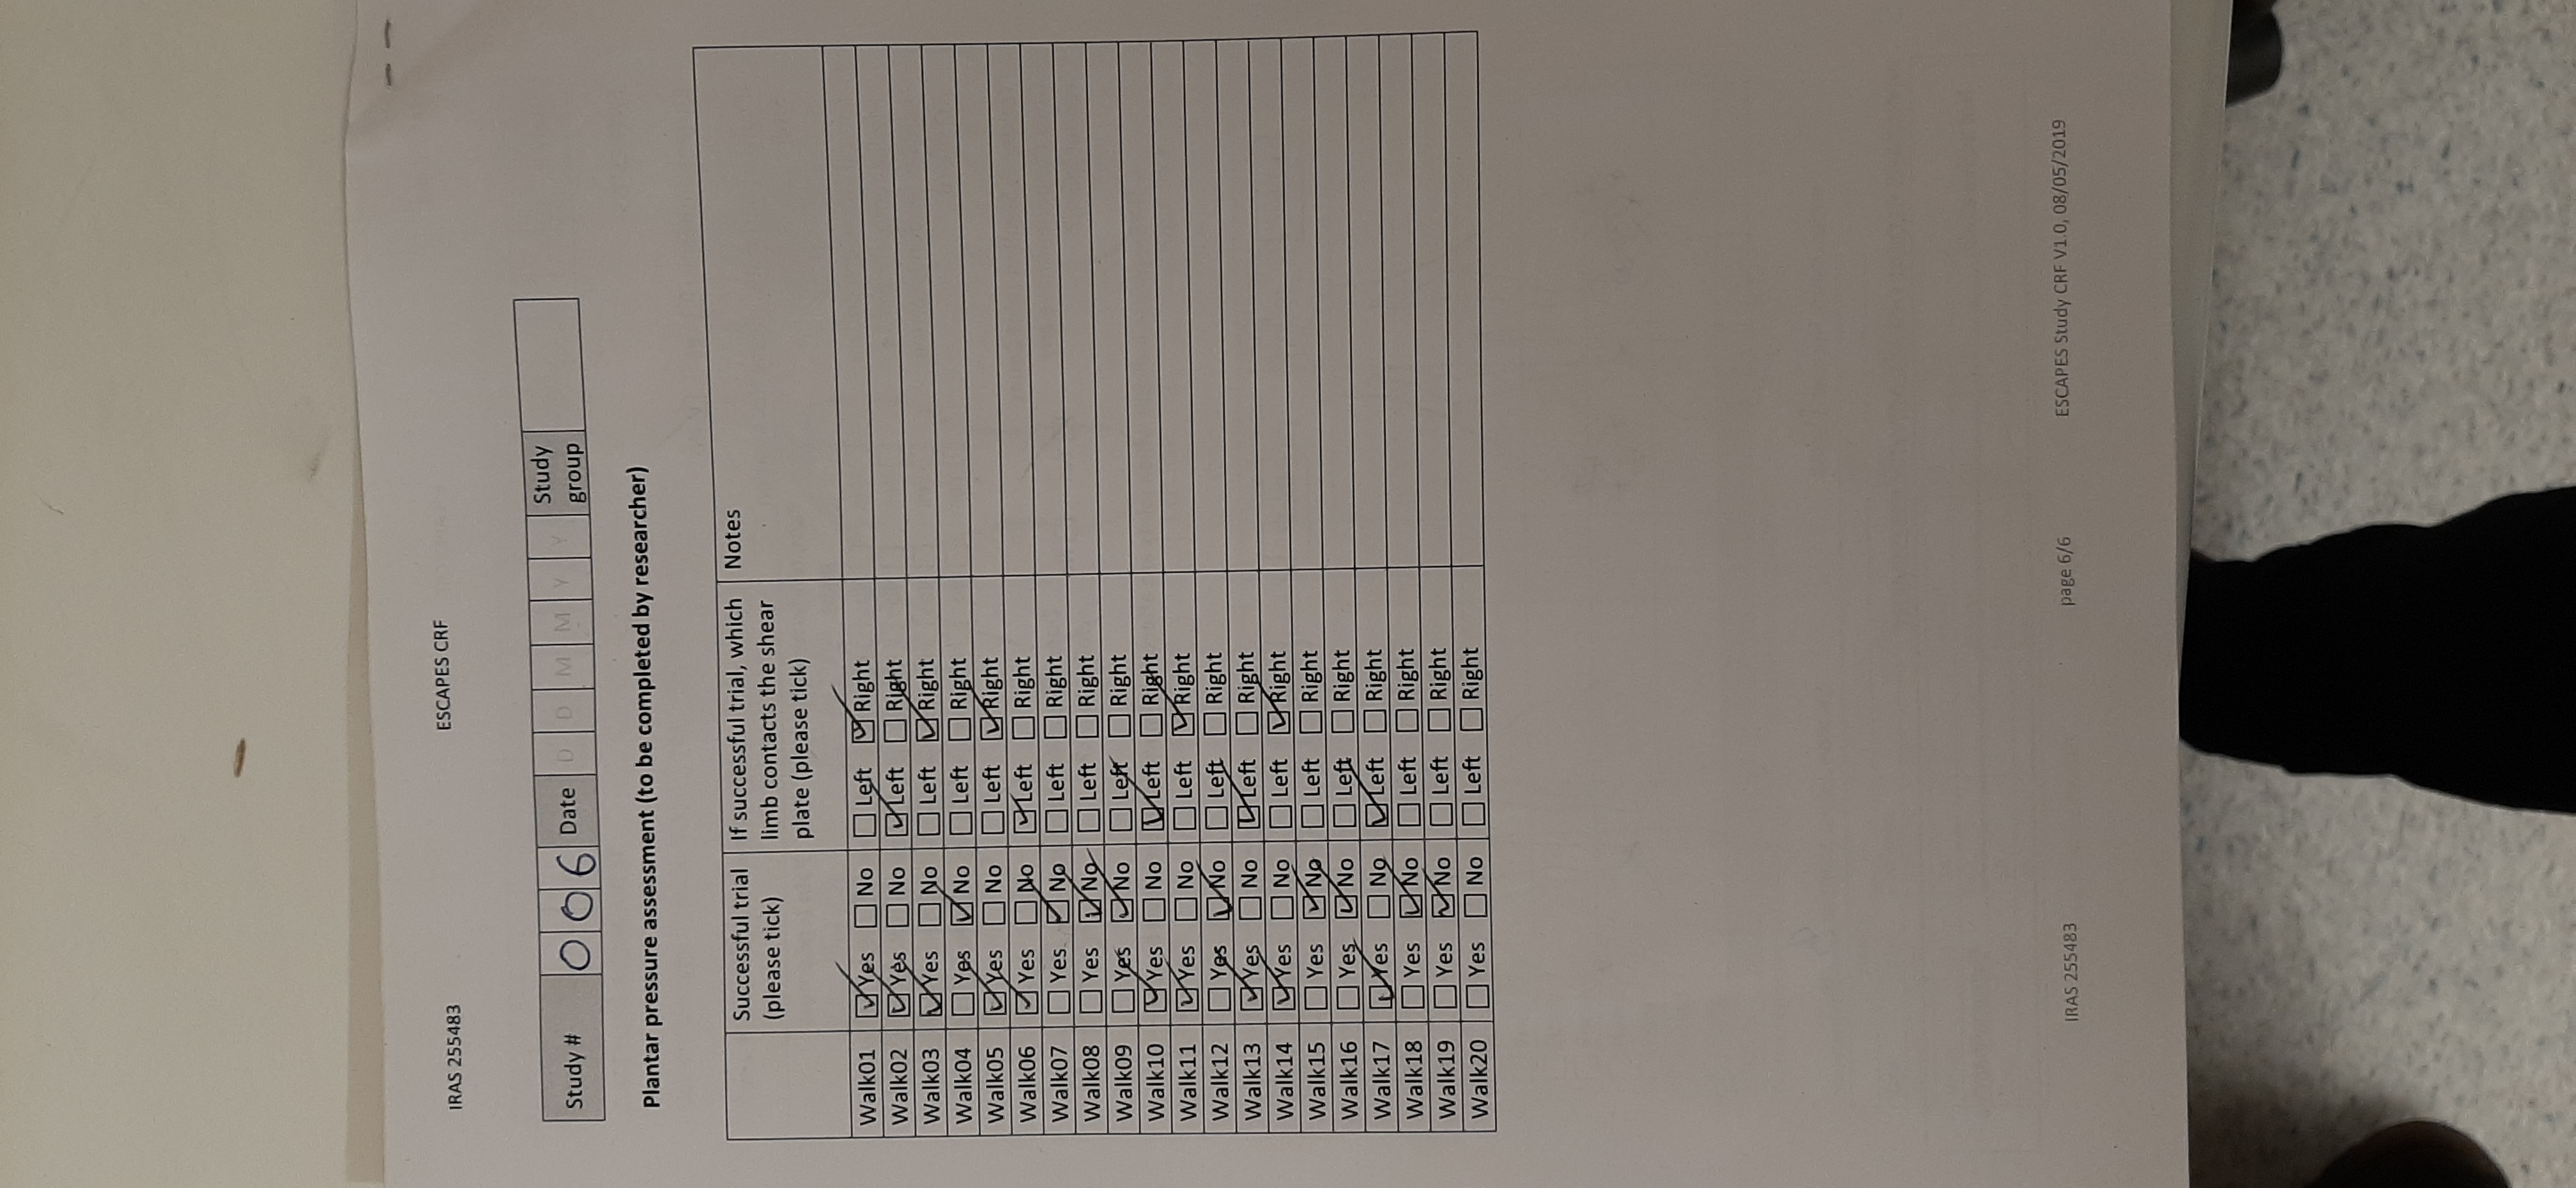 IRAS 255483 ESCAPES CRF
Study # 0 0 6 Date D D M M Y Y Study group
Plantar pressure assessment (to be completed by researcher)
Successful trial (please tick) If successful trial, which limb contacts the shear plate (please tick) Notes
Walk01 ☑ Yes ☐ No ☐ Left ☑ Right
Walk02 ☑ Yes ☐ No ☑ Left ☐ Right
Walk03 ☑ Yes ☐ No ☐ Left ☑ Right
Walk04 ☐ Yes ☑ No ☐ Left ☐ Right
Walk05 ☑ Yes ☐ No ☐ Left ☑ Right
Walk06 ☑ Yes ☐ No ☑ Left ☐ Right
Walk07 ☐ Yes ☑ No ☐ Left ☐ Right
Walk08 ☐ Yes ☑ No ☐ Left ☐ Right
Walk09 ☐ Yes ☑ No ☐ Left ☐ Right
Walk10 ☑ Yes ☐ No ☑ Left ☐ Right
Walk11 ☑ Yes ☐ No ☐ Left ☑ Right
Walk12 ☐ Yes ☑ No ☐ Left ☐ Right
Walk13 ☑ Yes ☐ No ☑ Left ☐ Right
Walk14 ☑ Yes ☐ No ☐ Left ☑ Right
Walk15 ☐ Yes ☑ No ☐ Left ☐ Right
Walk16 ☐ Yes ☑ No ☐ Left ☐ Right
Walk17 ☑ Yes ☐ No ☑ Left ☐ Right
Walk18 ☐ Yes ☑ No ☐ Left ☐ Right
Walk19 ☐ Yes ☑ No ☐ Left ☐ Right
Walk20 ☐ Yes ☐ No ☐ Left ☐ Right
IRAS 255483 page 6/6 ESCAPES Study CRF V1.0, 08/05/2019